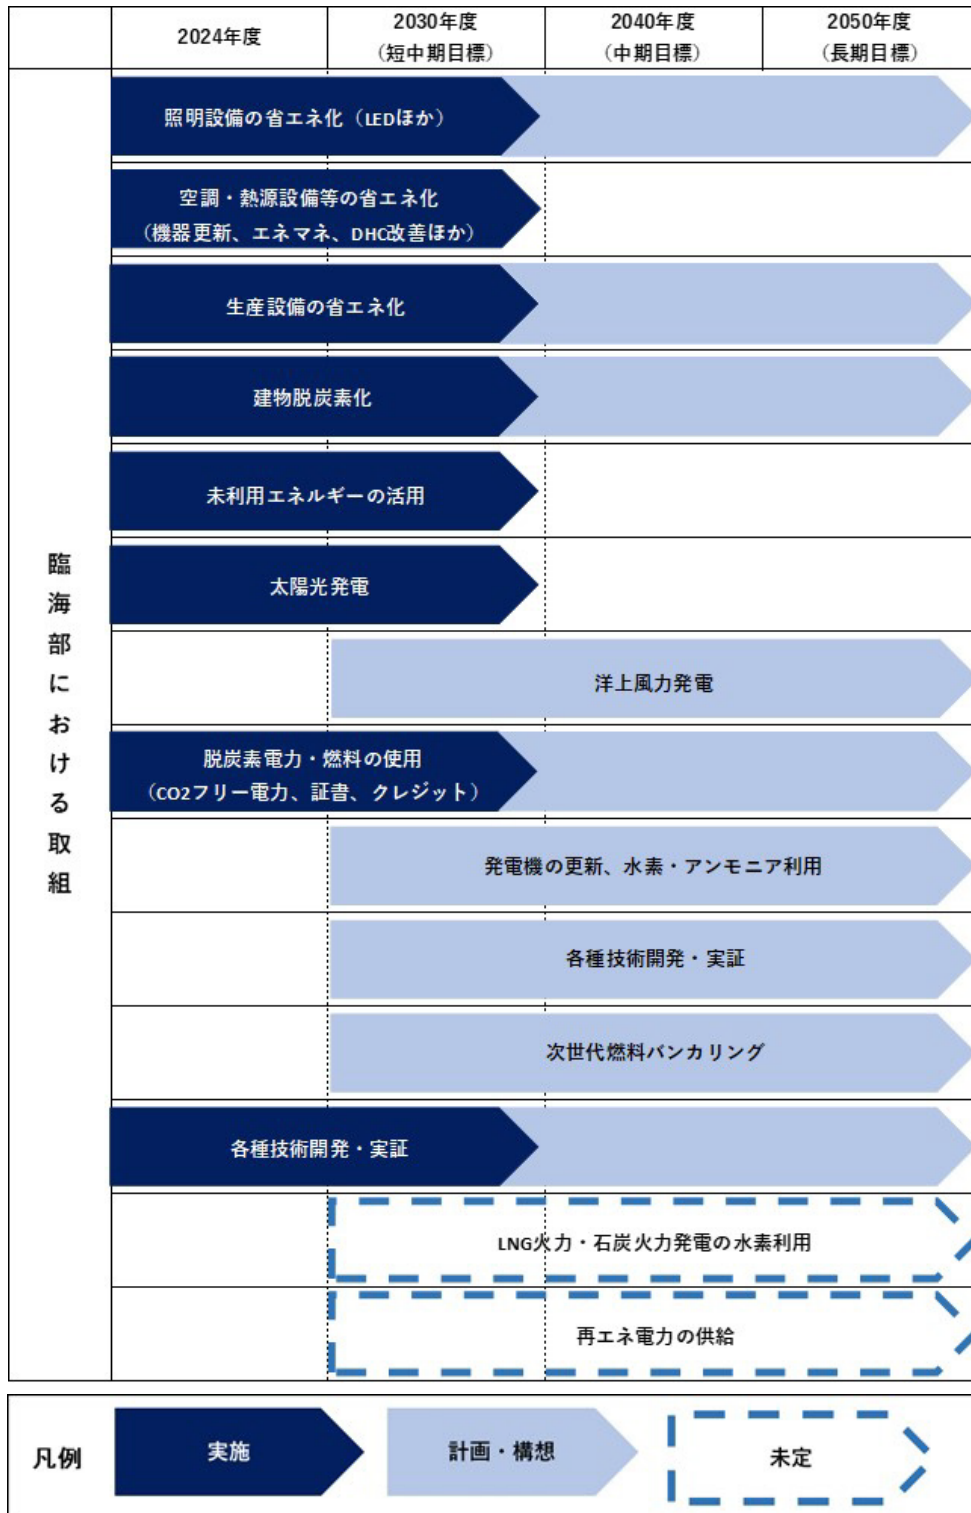 2024年度
2030年度
（短中期目標）
2040年度
（中期目標）
2050年度
（長期目標）
臨海部における取組
照明設備の省エネ化（LEDほか）
空調・熱源設備等の省エネ化
（機器更新、エネマネ、DHC改善ほか）
生産設備の省エネ化
建物脱炭素化
未利用エネルギーの活用
太陽光発電
洋上風力発電
脱炭素電力・燃料の使用
（CO2フリー電力、証書、クレジット）
発電機の更新、水素・アンモニア利用
各種技術開発・実証
次世代燃料バンカリング
各種技術開発・実証
LNG火力・石炭火力発電の水素利用
再エネ電力の供給
凡例
実施
計画・構想
未定